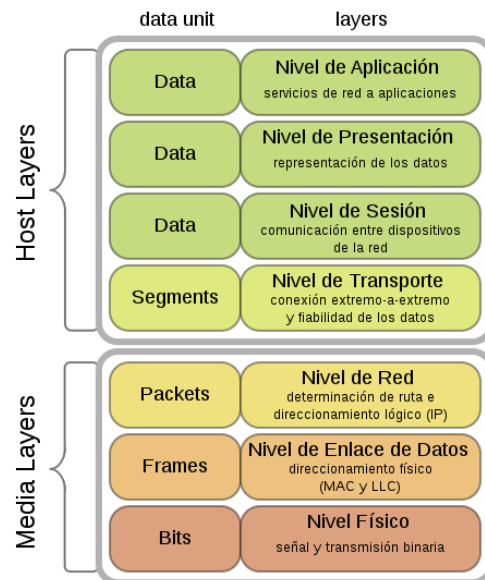 data unit
layers
Host Layers
Data
Nivel de Aplicación
servicios de red a aplicaciones
Data
Nivel de Presentación
representación de los datos
Data
Nivel de Sesión
comunicación entre dispositivos
de la red
Segments
Nivel de Transporte
conexión extremo-a-extremo
y fiabilidad de los datos
Media Layers
Packets
Nivel de Red
determinación de ruta e
direccionamiento lógico (IP)
Frames
Nivel de Enlace de Datos
direccionamiento físico
(MAC y LLC)
Bits
Nivel Físico
señal y transmisión binaria